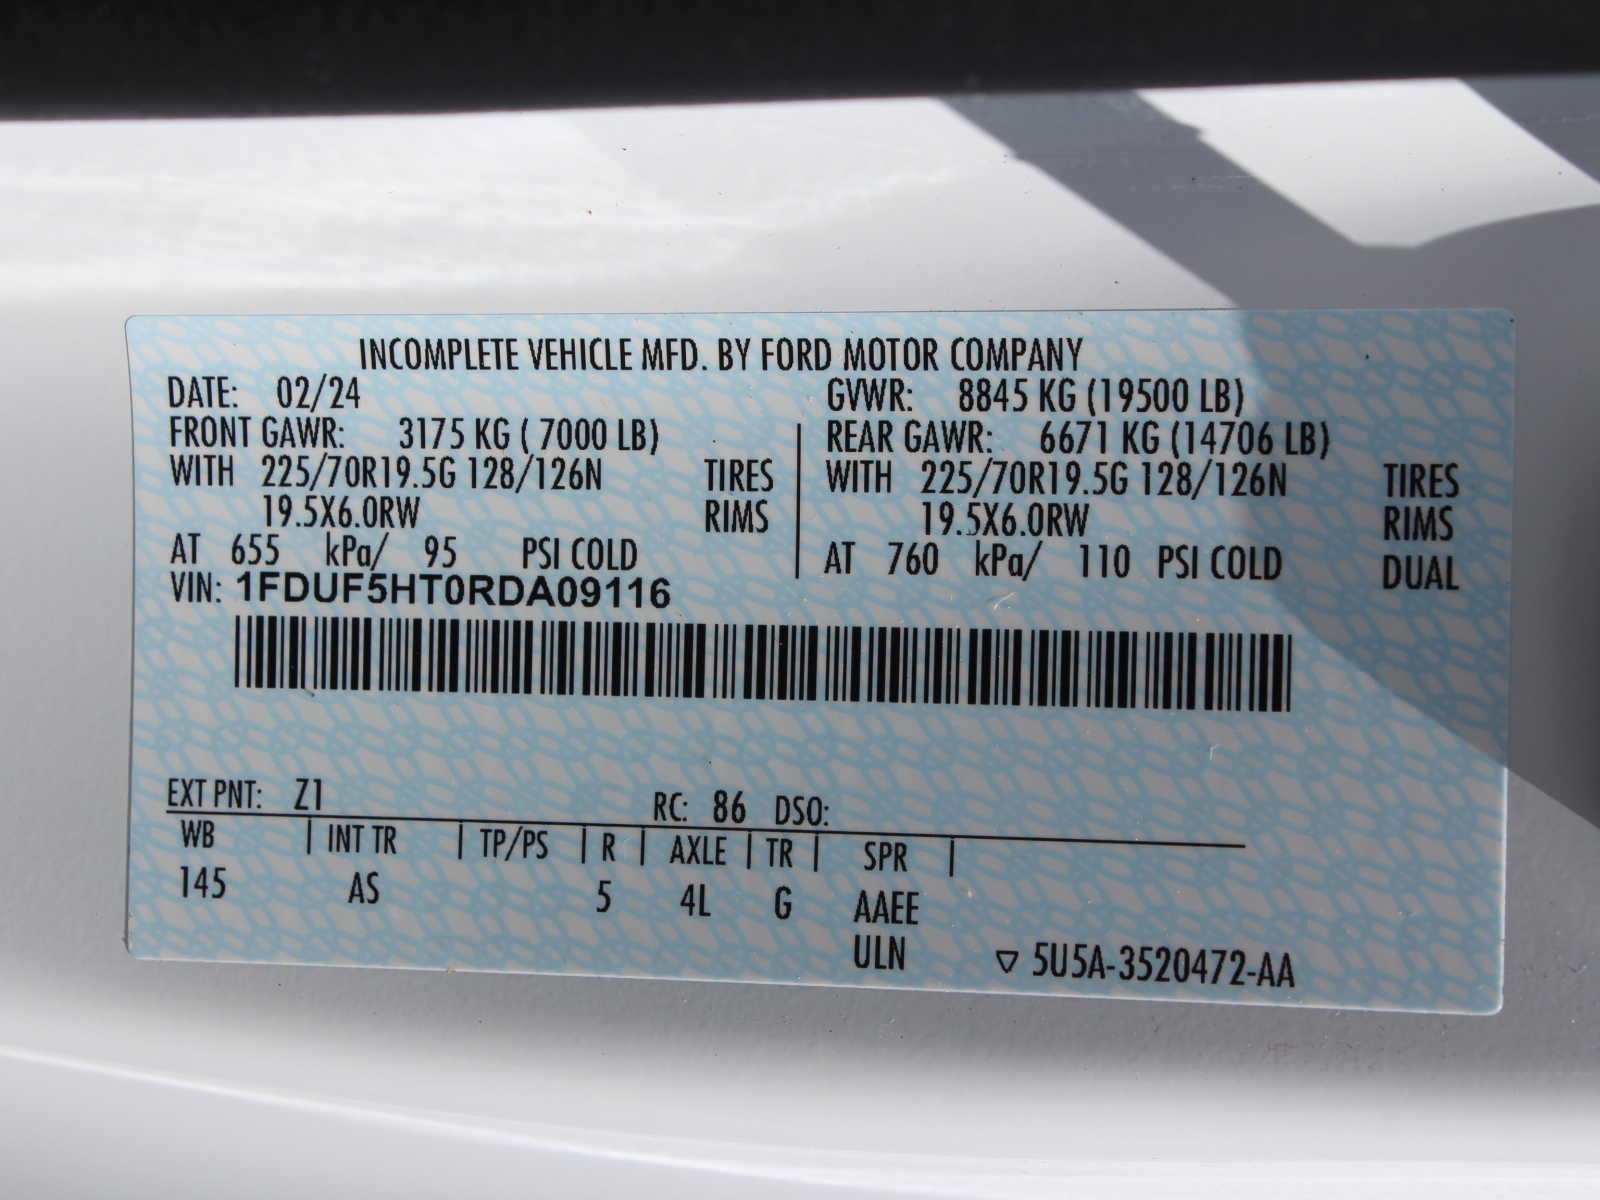 INCOMPLETE VEHICLE MFD. BY FORD MOTOR COMPANY
DATE: 02/24 GVWR: 8845 KG (19500 LB)
FRONT GAWR: 3175 KG ( 7000 LB) REAR GAWR: 6671 KG (14706 LB)
WITH 225/70R19.5G 128/126N TIRES WITH 225/70R19.5G 128/126N TIRES
19.5X6.0RW RIMS 19.5X6.0RW RIMS
AT 655 kPa/ 95 PSI COLD AT 760 kPa/ 110 PSI COLD DUAL
VIN: 1FDUF5HT0RDA09116
EXT PNT: Z1 RC: 86 DSO:
WB INT TR TP/PS R AXLE TR SPR
145 AS 5 4L G AAEE
ULN ▽ 5U5A-3520472-AA